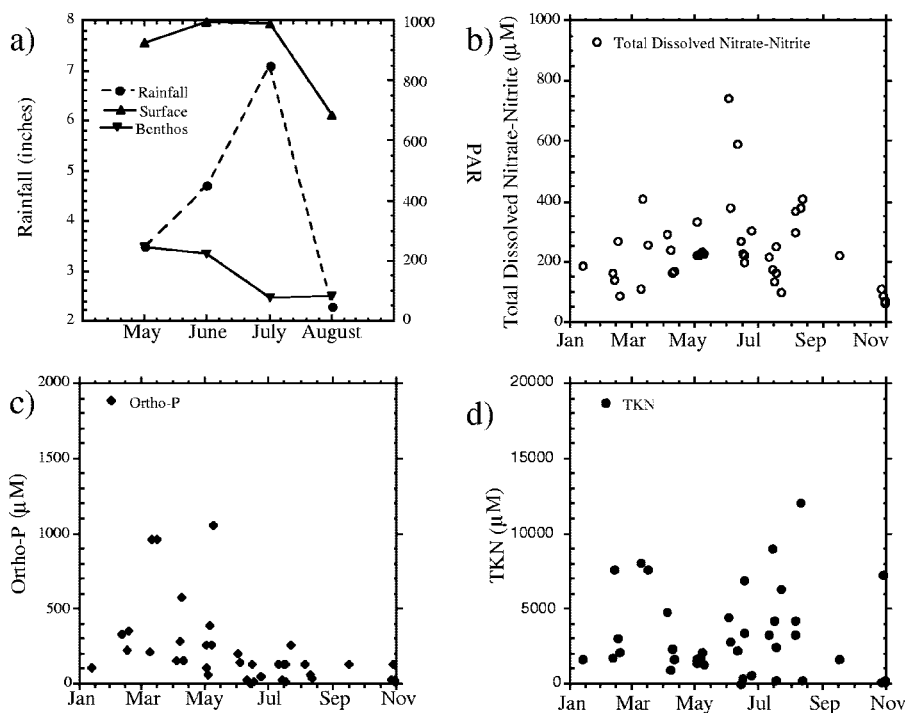 a)
8
7
6
5
4
3
2
Rainfall (inches)
Rainfall
Surface
Benthos
1000
800
600
400
200
0
PAR
May June July August
b)
1000
800
600
400
200
0
Total Dissolved Nitrate-Nitrite (μM)
Total Dissolved Nitrate-Nitrite
Jan Mar May Jul Sep Nov
c)
2000
1500
1000
500
0
Ortho-P (μM)
Ortho-P
Jan Mar May Jul Sep Nov
d)
20000
15000
10000
5000
0
TKN (μM)
TKN
Jan Mar May Jul Sep Nov